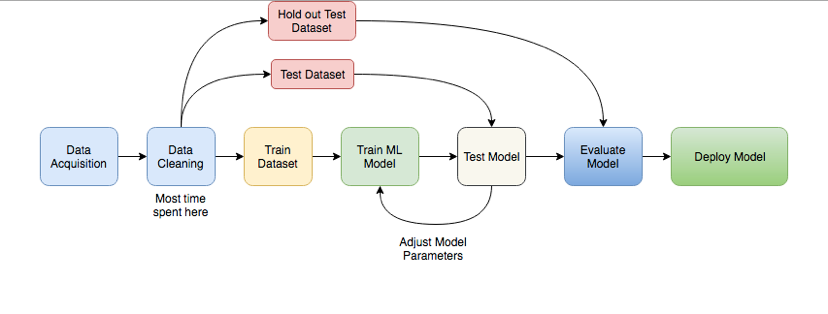 Hold out Test
Dataset
Test Dataset
Data
Acquisition
Data
Cleaning
Train
Dataset
Train ML
Model
Test Model
Evaluate
Model
Deploy Model
Most time
spent here
Adjust Model
Parameters